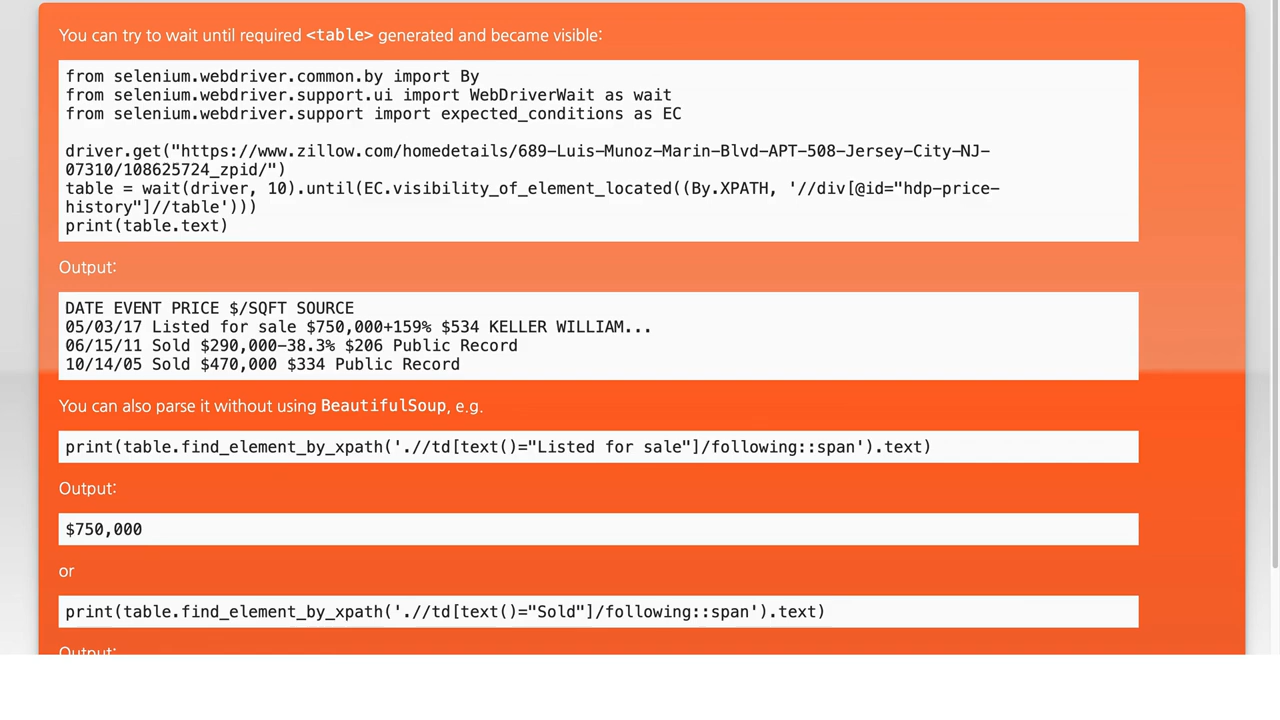 You can try to wait until required <table> generated and became visible:
from selenium.webdriver.common.by import By
from selenium.webdriver.support.ui import WebDriverWait as wait
from selenium.webdriver.support import expected_conditions as EC
driver.get("https://www.zillow.com/homedetails/689-Luis-Munoz-Marin-Blvd-APT-508-Jersey-City-NJ-
07310/108625724_zpid/")
table = wait(driver, 10).until(EC.visibility_of_element_located((By.XPATH, '//div[@id="hdp-price-
history"]//table')))
print(table.text)
Output:
DATE EVENT PRICE $/SQFT SOURCE
05/03/17 Listed for sale $750,000+159% $534 KELLER WILLIAM...
06/15/11 Sold $290,000-38.3% $206 Public Record
10/14/05 Sold $470,000 $334 Public Record
You can also parse it without using BeautifulSoup, e.g.
print(table.find_element_by_xpath('.//td[text()="Listed for sale"]/following::span').text)
Output:
$750,000
or
print(table.find_element_by_xpath('.//td[text()="Sold"]/following::span').text)
Output: